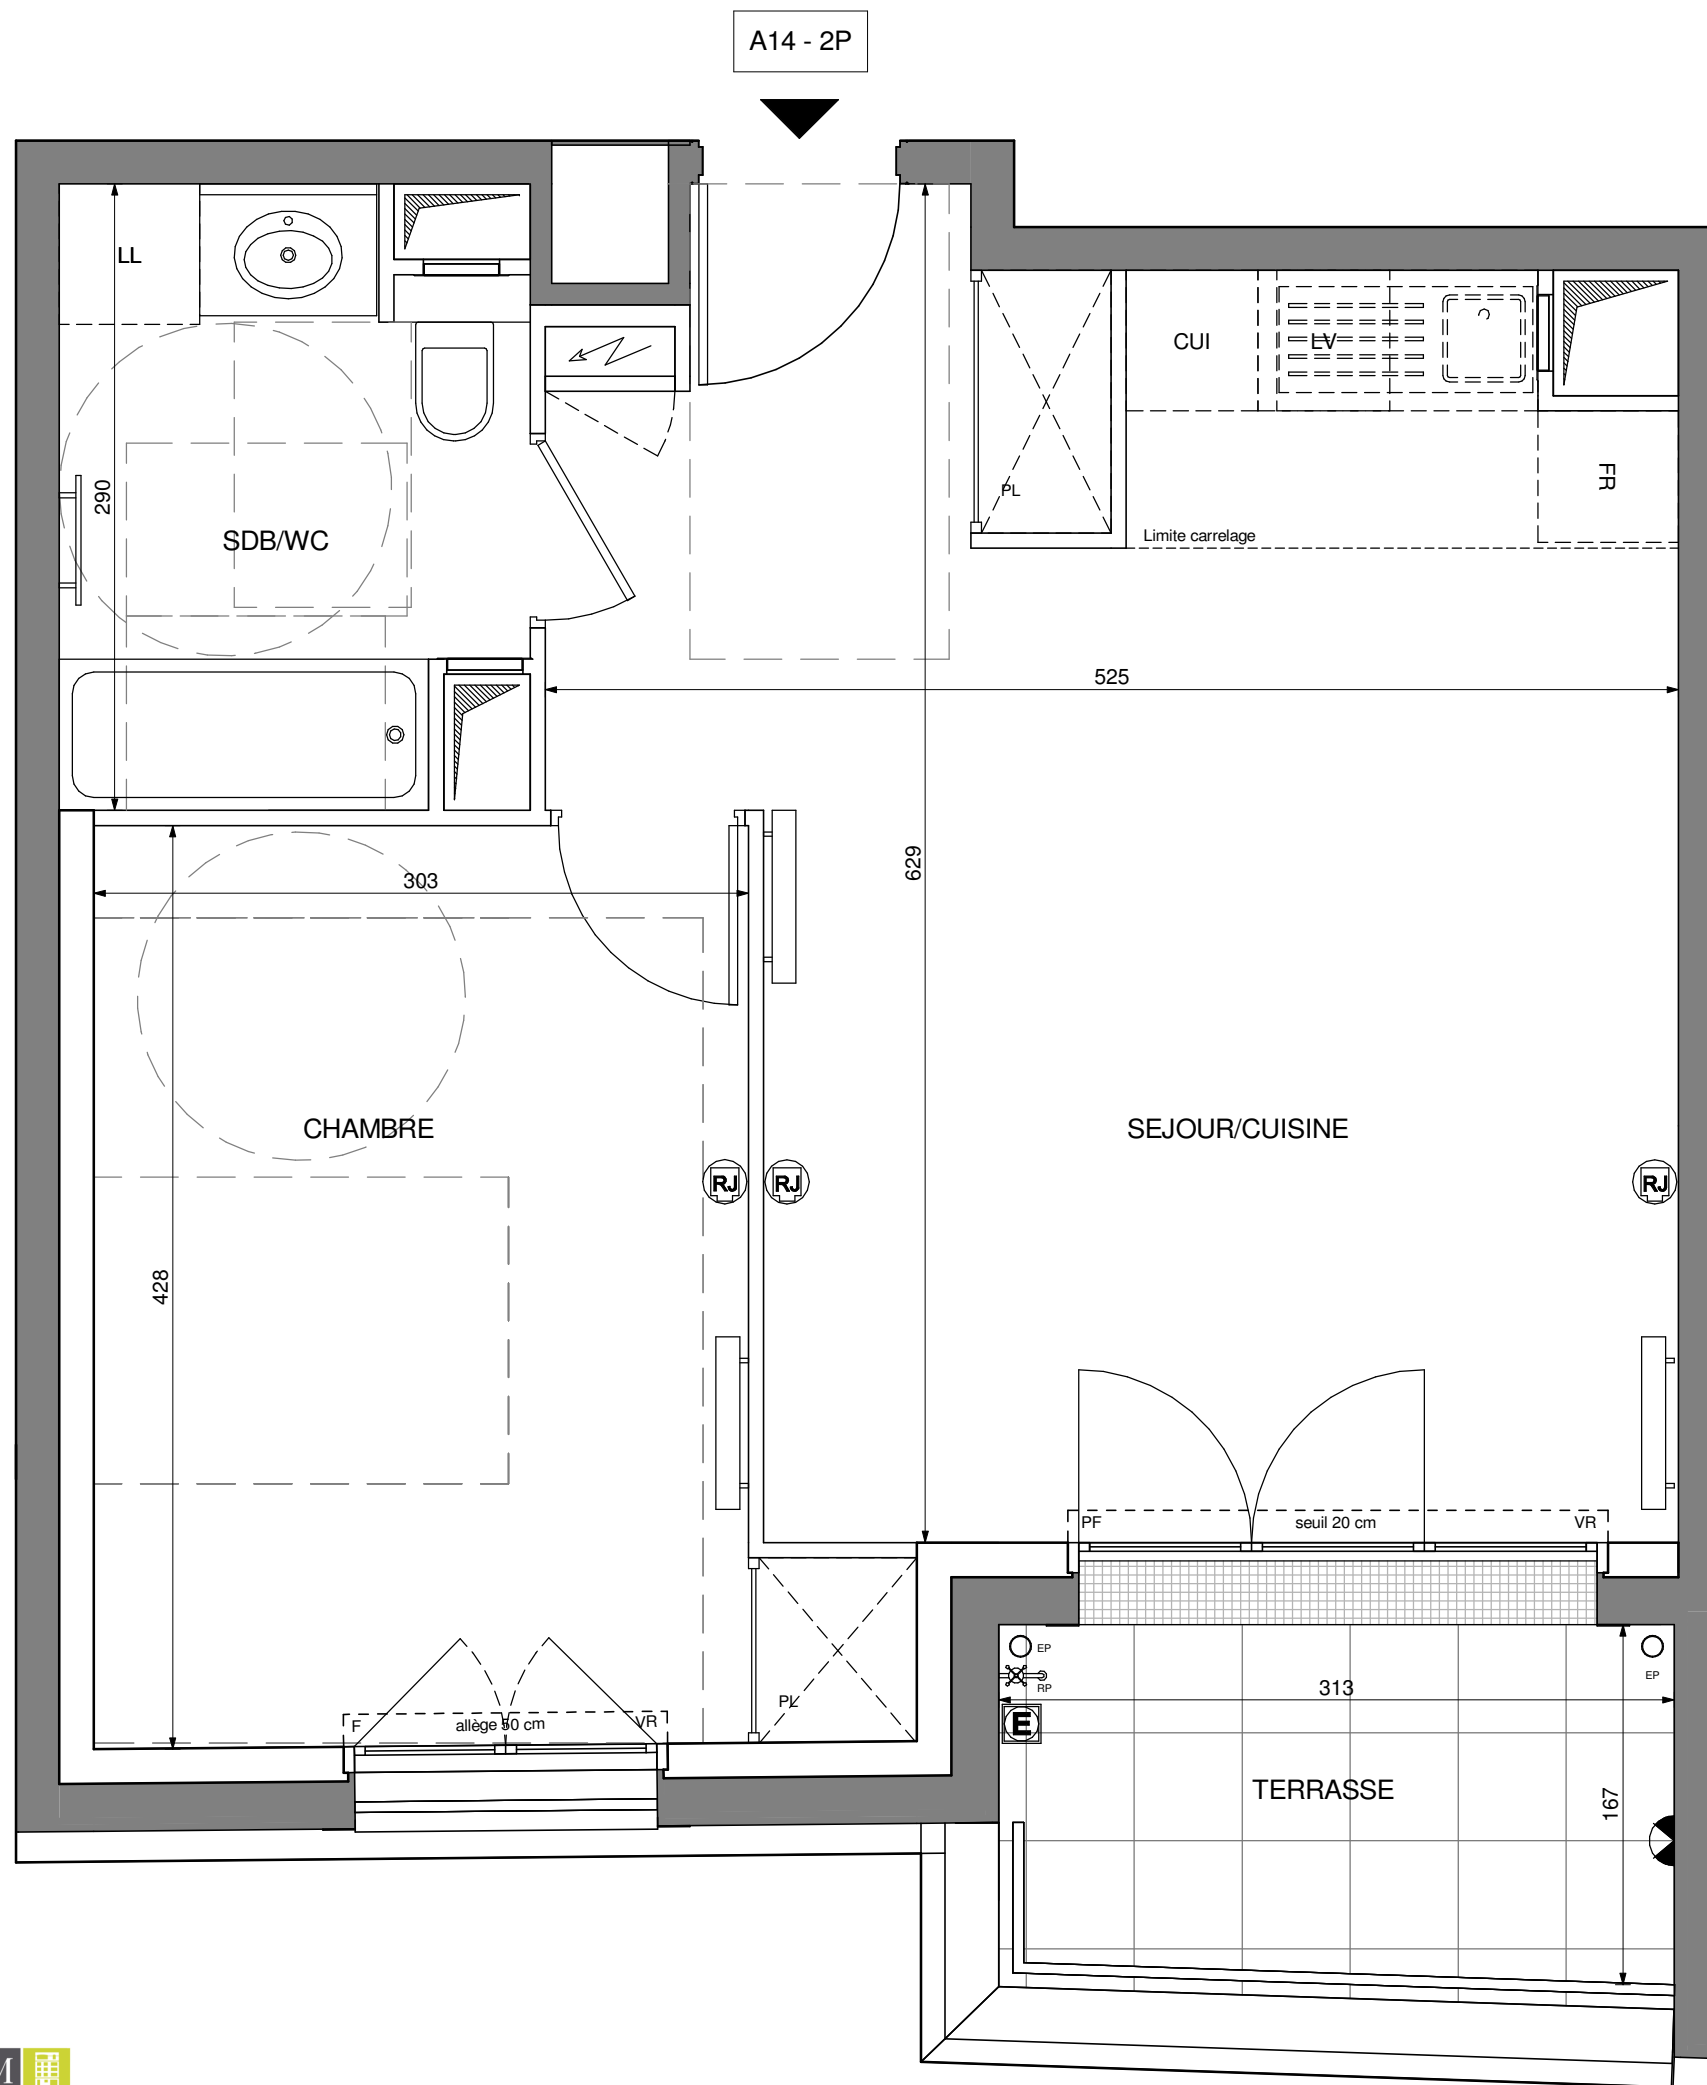 A14 - 2P
LL
CUI
LV
PL
FR
290
SDB/WC
Limite carrelage
525
629
303
CHAMBRE
SEJOUR/CUISINE
RJ
RJ
RJ
428
PF
seuil 20 cm
VR
EP
EP
RP
313
E
PL
F
allège 50 cm
VR
TERRASSE
167
M